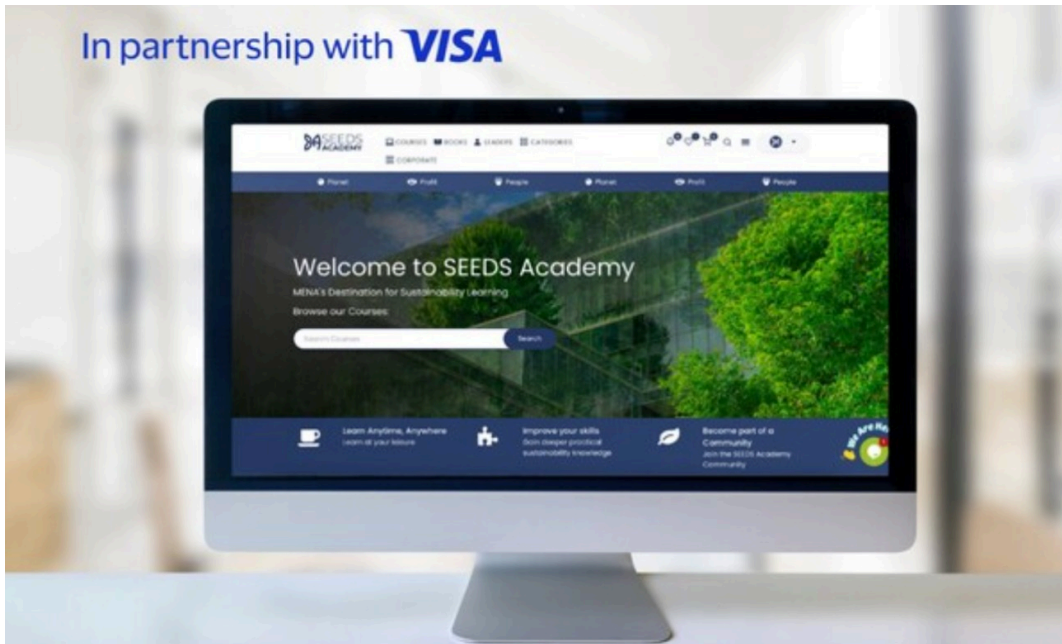 In partnership with VISA
SEEDS
ACADEMY
COURSES BOOKS LEADERS CATEGORIES
CORPORATE
Planet Profit People Planet Profit People
Welcome to SEEDS Academy
MENA's Destination for Sustainability Learning
Browse our Courses:
Search Courses
Search
Learn Anytime, Anywhere
Learn at your leisure
Improve your skills
Gain deeper practical
sustainability knowledge
Become part of a
Community
Join the SEEDS Academy
Community
We Are